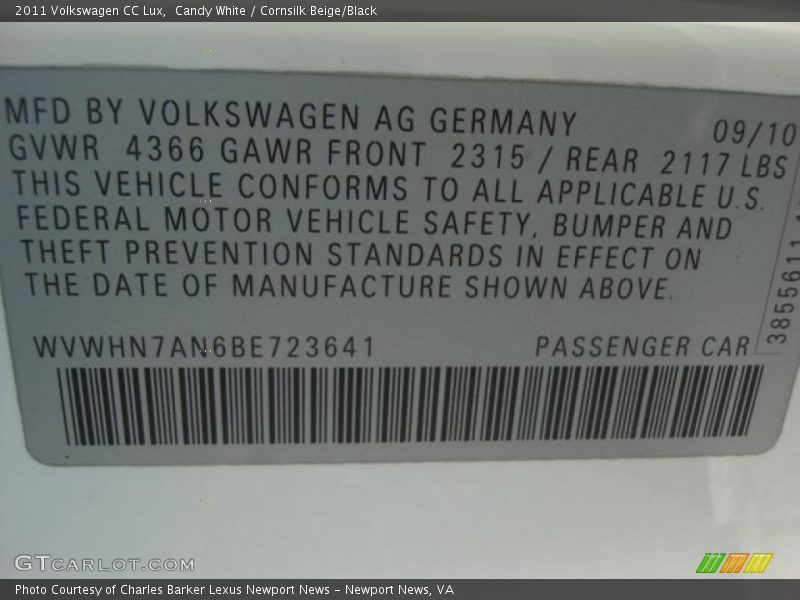 2011 Volkswagen CC Lux,  Candy White / Cornsilk Beige/Black
MFD BY VOLKSWAGEN AG GERMANY 09/10
GVWR 4366 GAWR FRONT 2315 / REAR 2117 LBS
THIS VEHICLE CONFORMS TO ALL APPLICABLE U.S.
FEDERAL MOTOR VEHICLE SAFETY, BUMPER AND
THEFT PREVENTION STANDARDS IN EFFECT ON
THE DATE OF MANUFACTURE SHOWN ABOVE.
3855611
WVWHN7AN6BE723641 PASSENGER CAR
GTCARLOT.COM
Photo Courtesy of Charles Barker Lexus Newport News – Newport News, VA